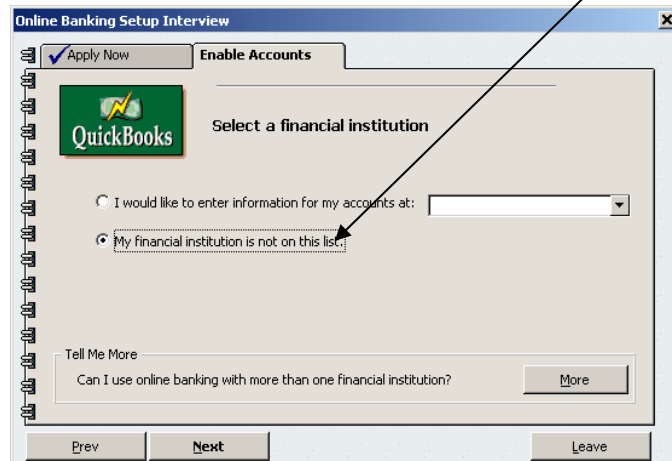 Online Banking Setup Interview
Apply Now
Enable Accounts
QuickBooks
Select a financial institution
I would like to enter information for my accounts at:
My financial institution is not on this list.
Tell Me More
Can I use online banking with more than one financial institution?
More
Prev
Next
Leave